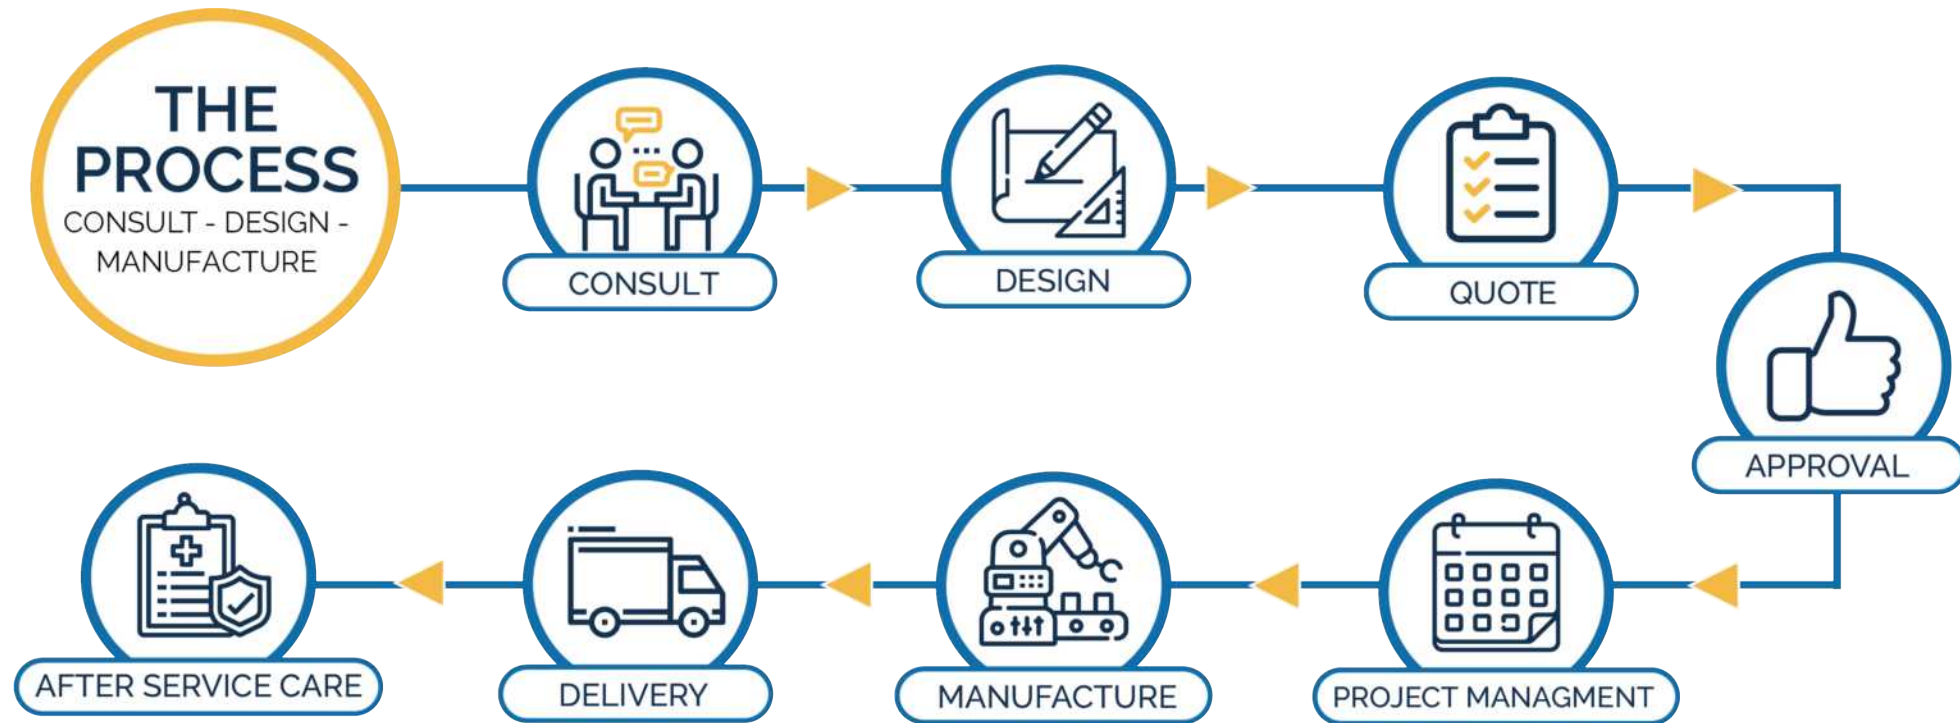 THE
PROCESS
CONSULT - DESIGN -
MANUFACTURE
CONSULT
DESIGN
QUOTE
APPROVAL
PROJECT MANAGMENT
MANUFACTURE
DELIVERY
AFTER SERVICE CARE